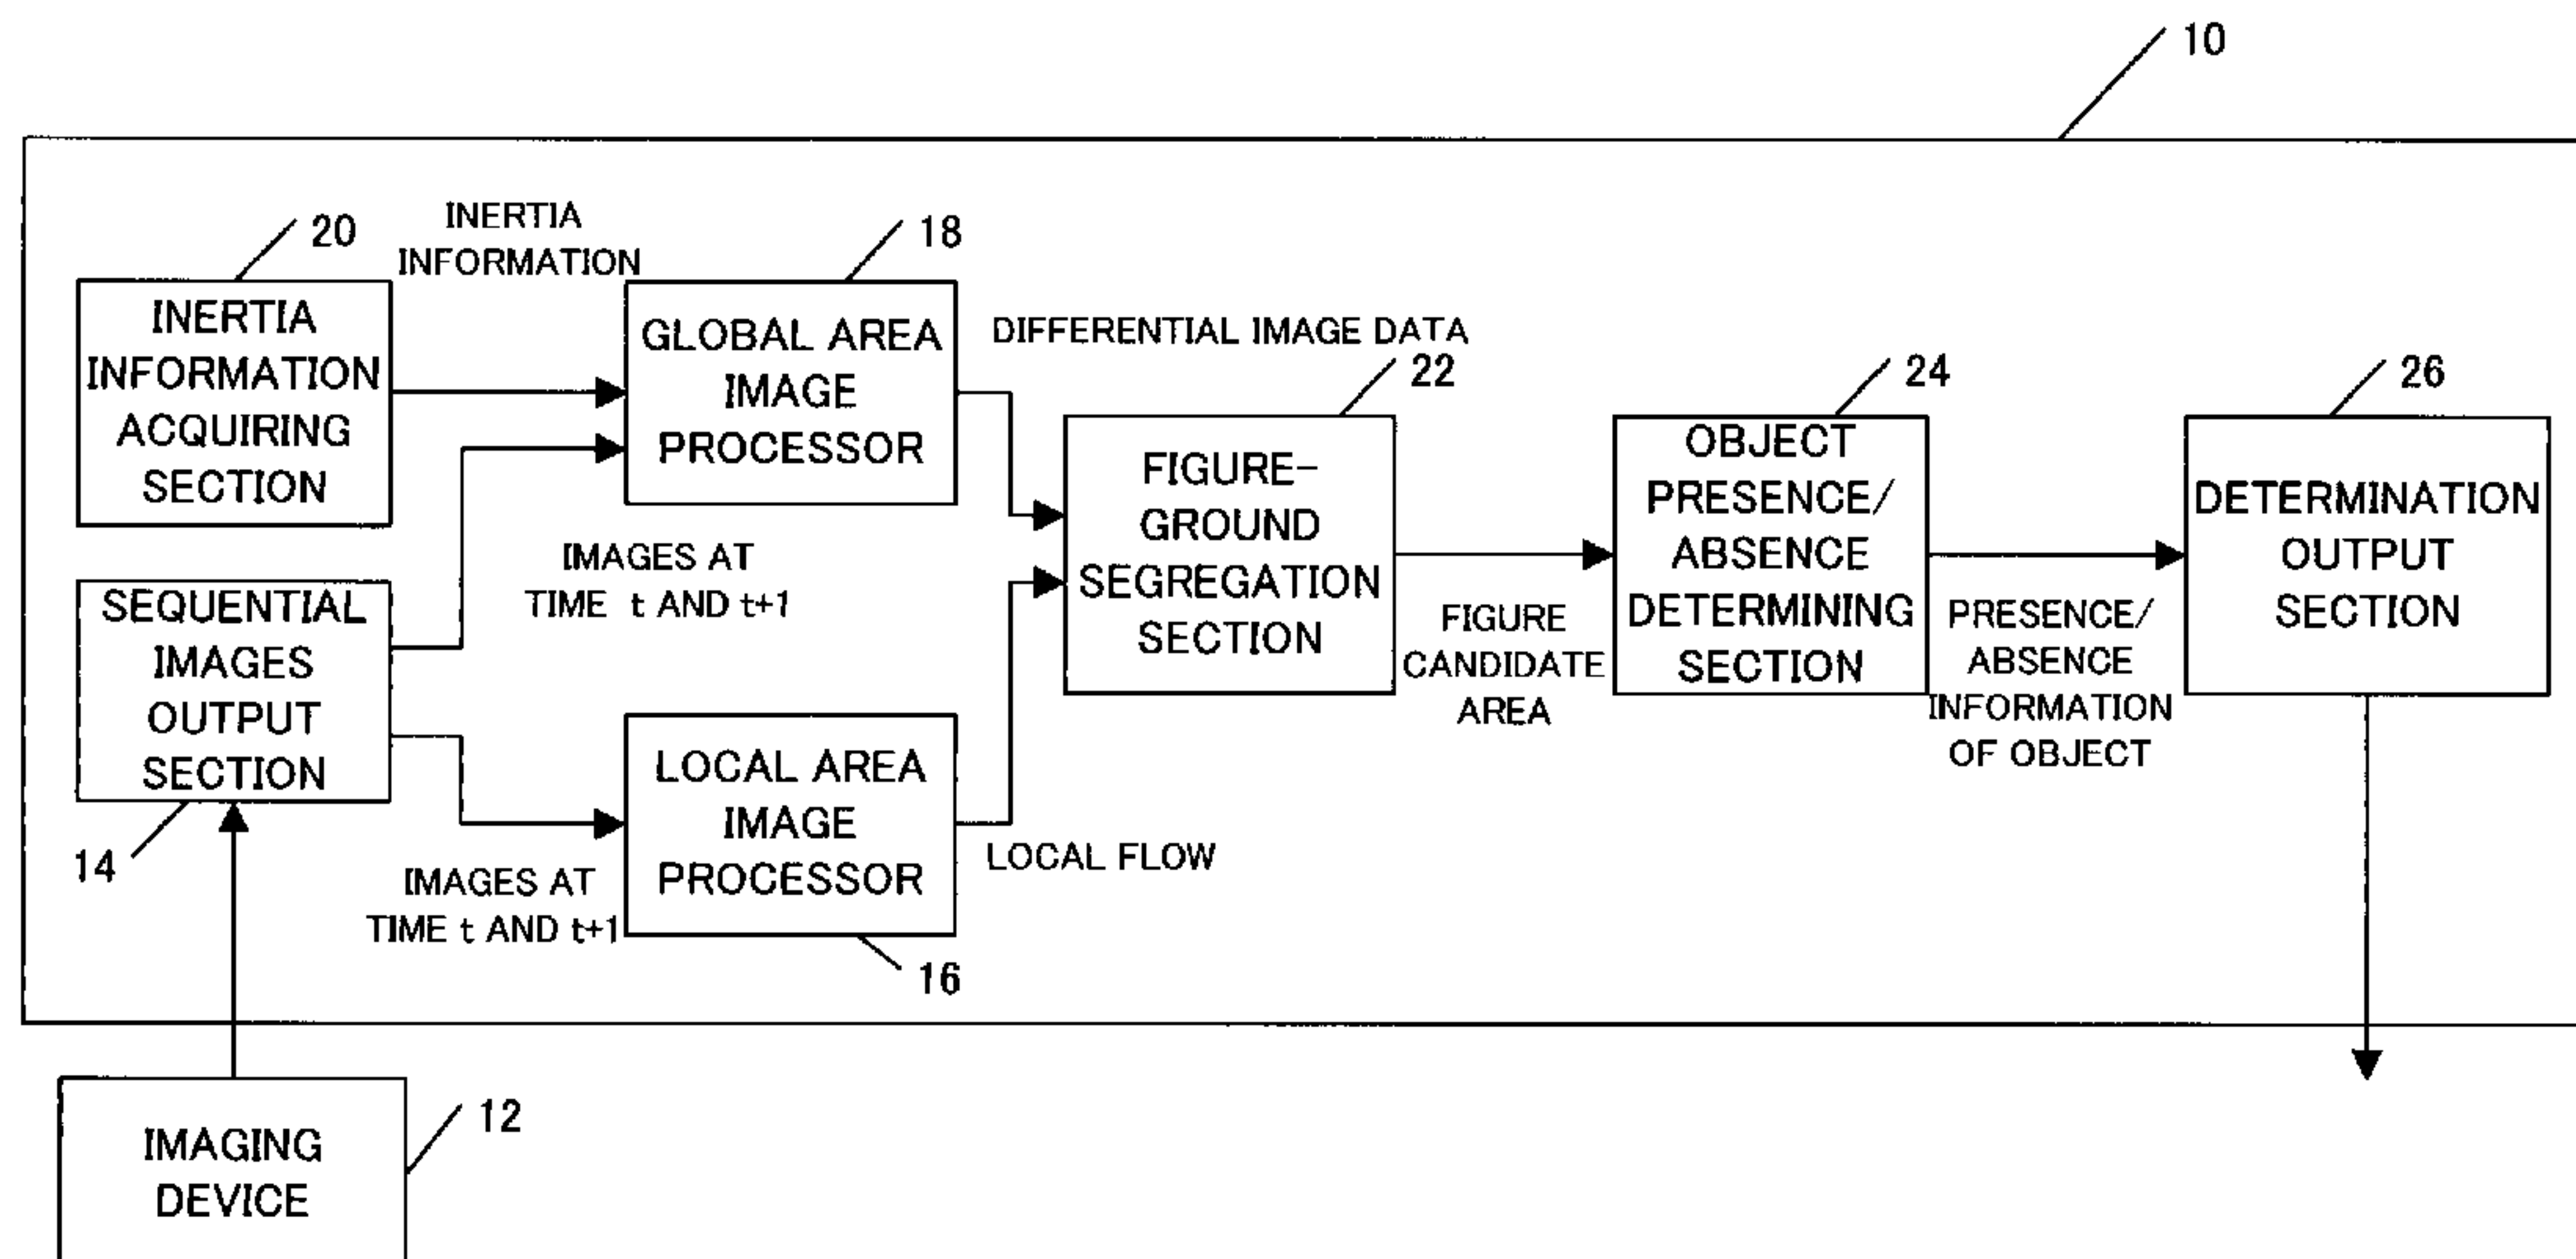 10
20
INERTIA
INFORMATION
18
INERTIA
INFORMATION
ACQUIRING
SECTION
GLOBAL AREA
IMAGE
PROCESSOR
DIFFERENTIAL IMAGE DATA
22
24
26
IMAGES AT
TIME t AND t+1
SEQUENTIAL
IMAGES
OUTPUT
SECTION
14
FIGURE-
GROUND
SEGREGATION
SECTION
FIGURE
CANDIDATE
AREA
OBJECT
PRESENCE/
ABSENCE
DETERMINING
SECTION
PRESENCE/
ABSENCE
INFORMATION
OF OBJECT
DETERMINATION
OUTPUT
SECTION
IMAGES AT
TIME t AND t+1
LOCAL AREA
IMAGE
PROCESSOR
LOCAL FLOW
16
IMAGING
DEVICE
12